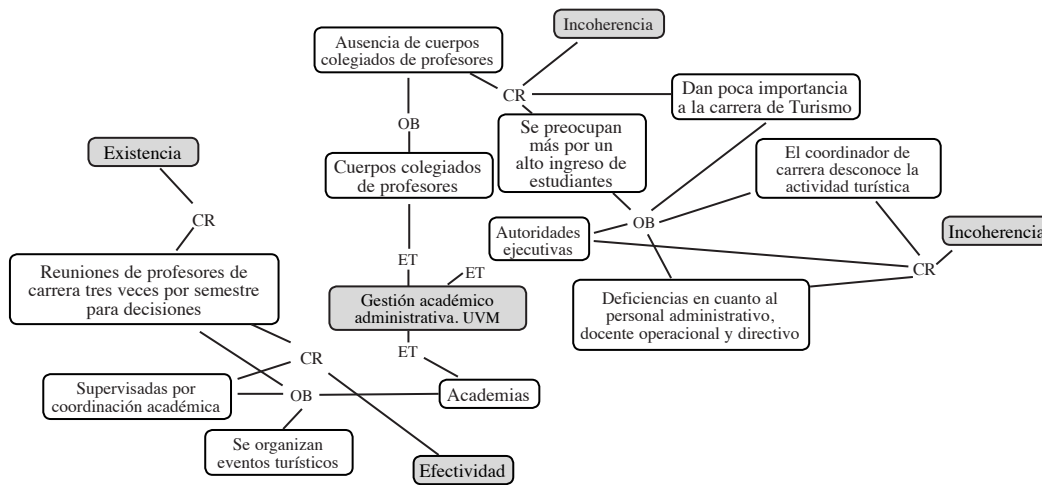 Incoherencia
Ausencia de cuerpos
colegiados de profesores
CR
Dan poca importancia
a la carrera de Turismo
OB
Se preocupan
más por un
alto ingreso de
estudiantes
Existencia
Cuerpos colegiados
de profesores
El coordinador de
carrera desconoce la
actividad turística
CR
OB
Autoridades
ejecutivas
Incoherencia
ET
ET
CR
Reuniones de profesores de
carrera tres veces por semestre
para decisiones
Gestión académico
administrativa. UVM
Deficiencias en cuanto al
personal administrativo,
docente operacional y directivo
CR
ET
Supervisadas por
coordinación académica
OB
Academias
Se organizan
eventos turísticos
Efectividad